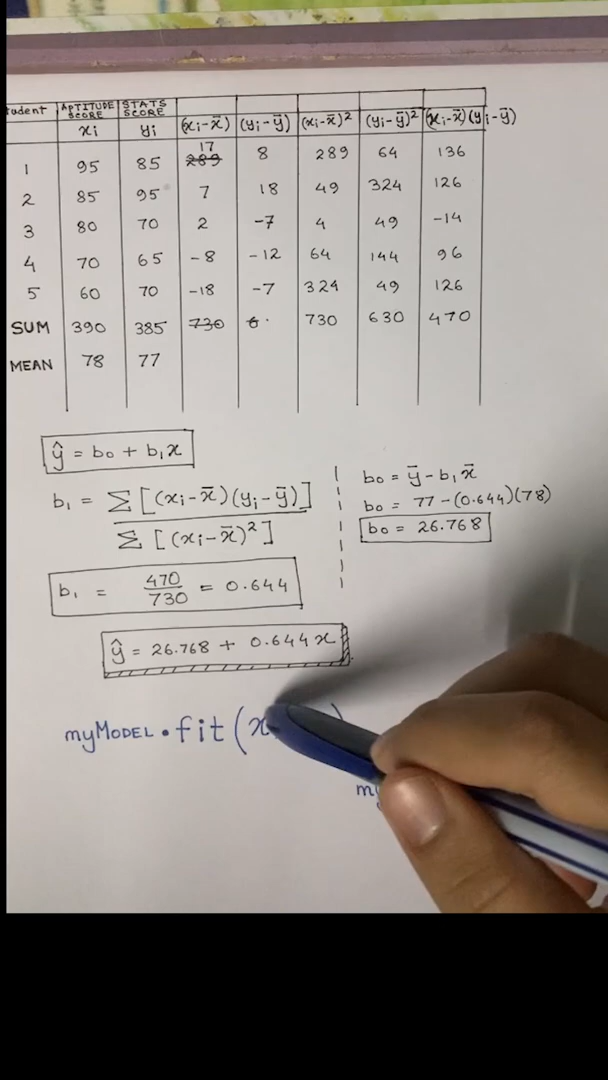 tudent APTITUDE SCORE xi STATS SCORE yi (xi-x̄) (yi-ȳ) (xi-x̄)² (yi-ȳ)² (xi-x̄)(yi-ȳ)
1 95 85 17 289 8 289 64 136
2 85 95 7 18 49 324 126
3 80 70 2 -7 4 49 -14
4 70 65 -8 -12 64 144 96
5 60 70 -18 -7 324 49 126
SUM 390 385 730 730 630 470
MEAN 78 77
ŷ = b₀ + b₁x
b₁ = Σ[(xi-x̄)(yi-ȳ)]
Σ[(xi-x̄)²]
b₁ = 470/730 = 0.644
b₀ = ȳ - b₁x̄
b₀ = 77-(0.644)(78)
b₀ = 26.768
ŷ = 26.768 + 0.644x
myMODEL.fit(x )